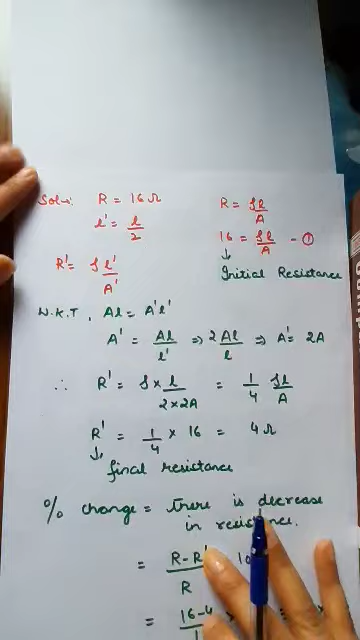 Soln: R = 16 Ω
l' = l/2
R' = ρ l'/A'
R = ρl/A
16 = ρl/A - ①
↓
Initial Resistance
W.K.T, Al = A'l'
A' = Al/l' ⇒ 2Al/l ⇒ A' = 2A
∴ R' = ρ × l/2×2A = 1/4 ρl/A
R' = 1/4 × 16 = 4 Ω
↓
final resistance
% change = there is decrease
in resistance.
= R-R'/R
= 16-4